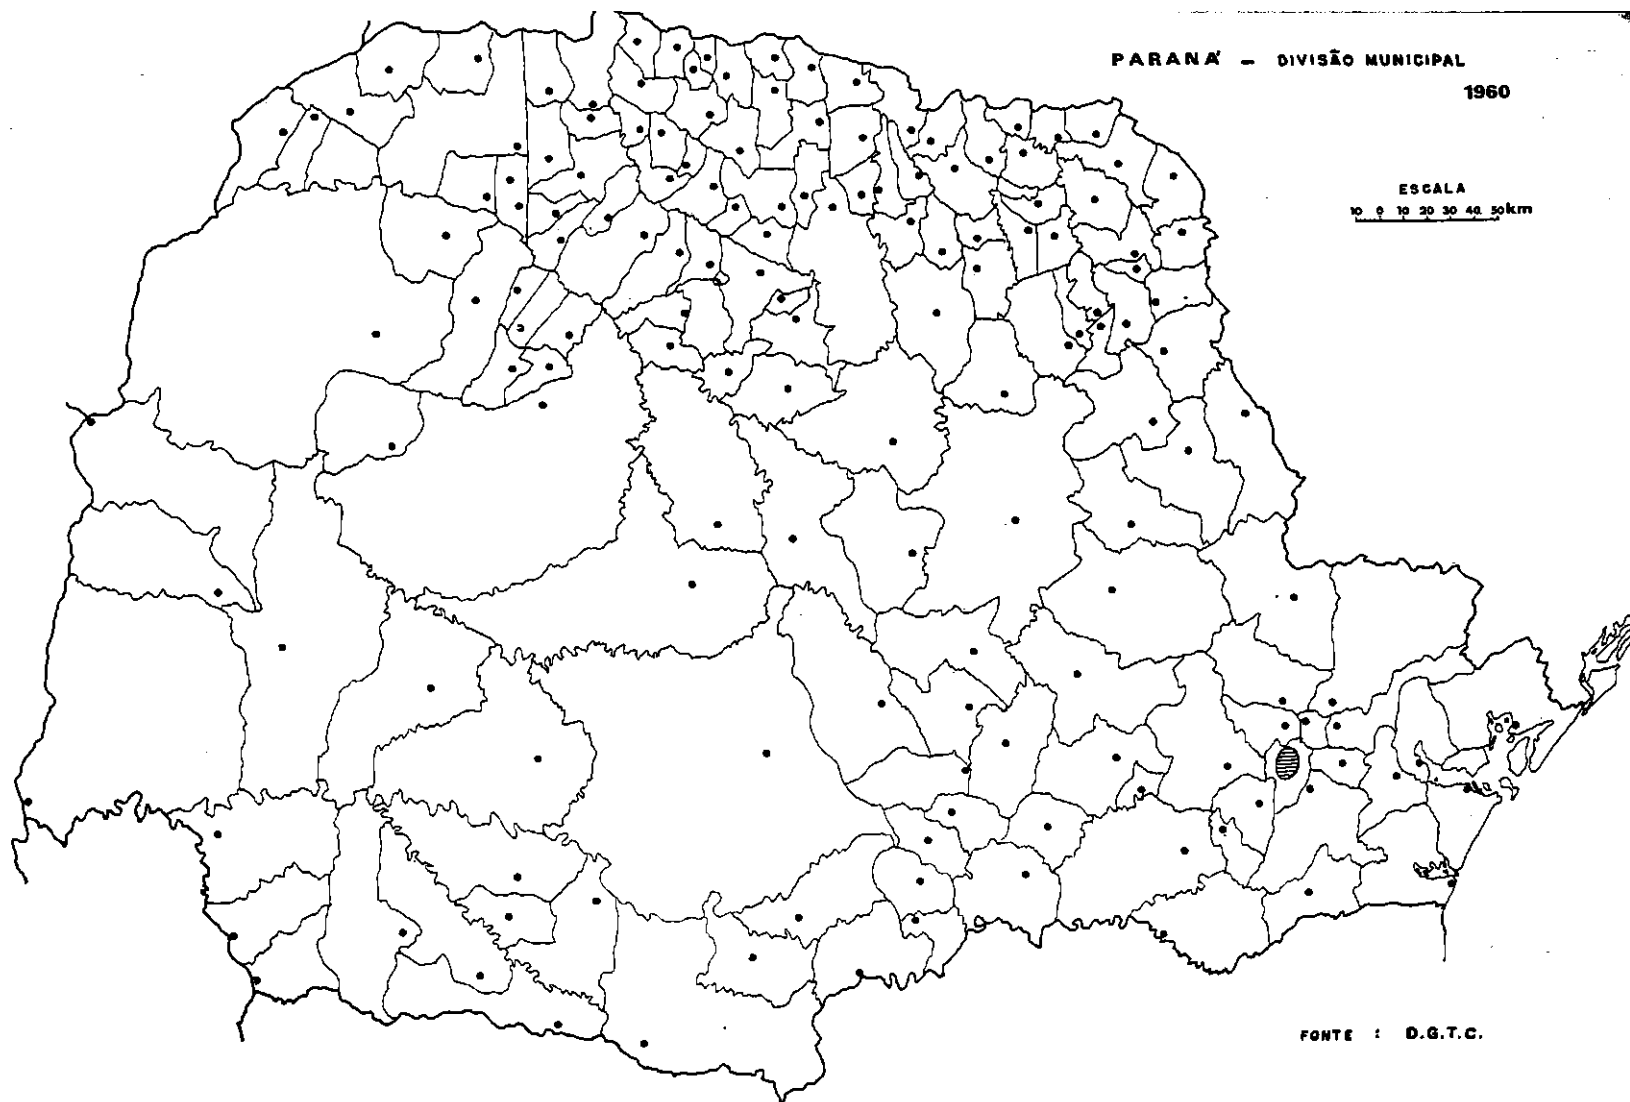 PARANÁ – DIVISÃO MUNICIPAL
1960
ESCALA
10 0 10 20 30 40 50km
FONTE : D.G.T.C.